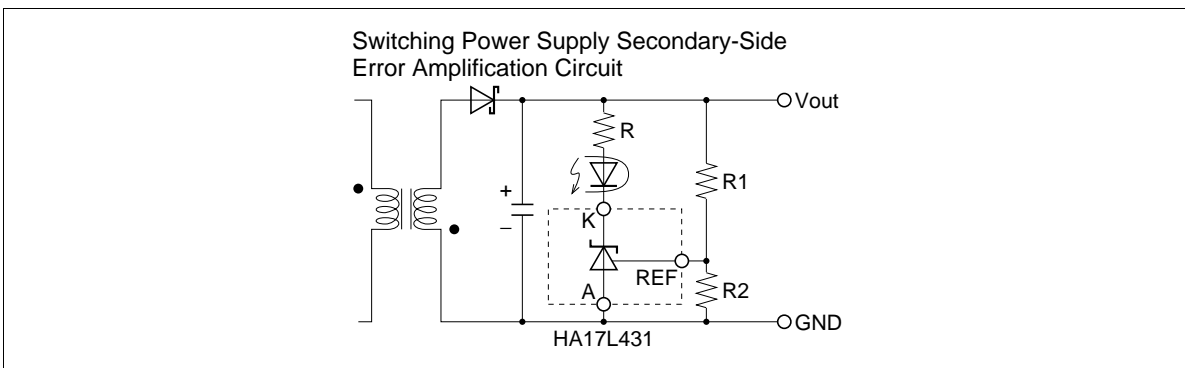 Switching Power Supply Secondary-Side
Error Amplification Circuit
Vout
R
R1
+
−
K
REF
A
R2
GND
HA17L431